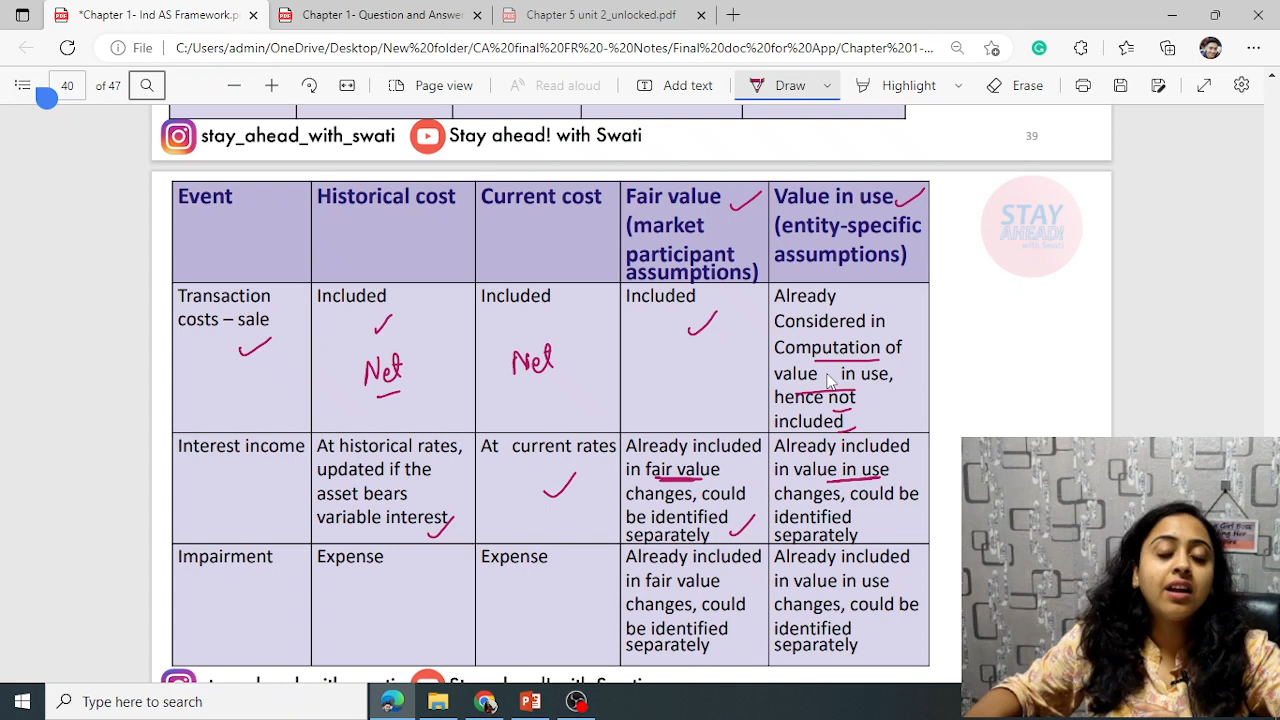 *Chapter 1- Ind AS Framework.pdf
Chapter 1 - Questions and Answer
Chapter 5 unit 2_unlocked.pdf
File
C:/Users/admin/OneDrive/Desktop/New%20folder/CA%20Final%20FR%20-%20Notes/Final%20doc%20for%20App/Chapter%201-...
40 of 47
Page view
Read aloud
Add text
Draw
Highlight
Erase
stay_ahead_with_swati
Stay ahead! with Swati
39
Event
Historical cost
Current cost
Fair value
(market
participant
assumptions)
Value in use
(entity-specific
assumptions)
STAY
AHEAD!
with Swati
Transaction
costs – sale
Included
Net
Included
Net
Included
Already
Considered in
Computation of
value in use,
hence not
included
Interest income
At historical rates,
updated if the
asset bears
variable interest
At current rates
Already included
in fair value
changes, could
be identified
separately
Already included
in value in use
changes, could be
identified
separately
Impairment
Expense
Expense
Already included
in fair value
changes, could
be identified
separately
Already included
in value in use
changes, could be
identified
separately
Type here to search